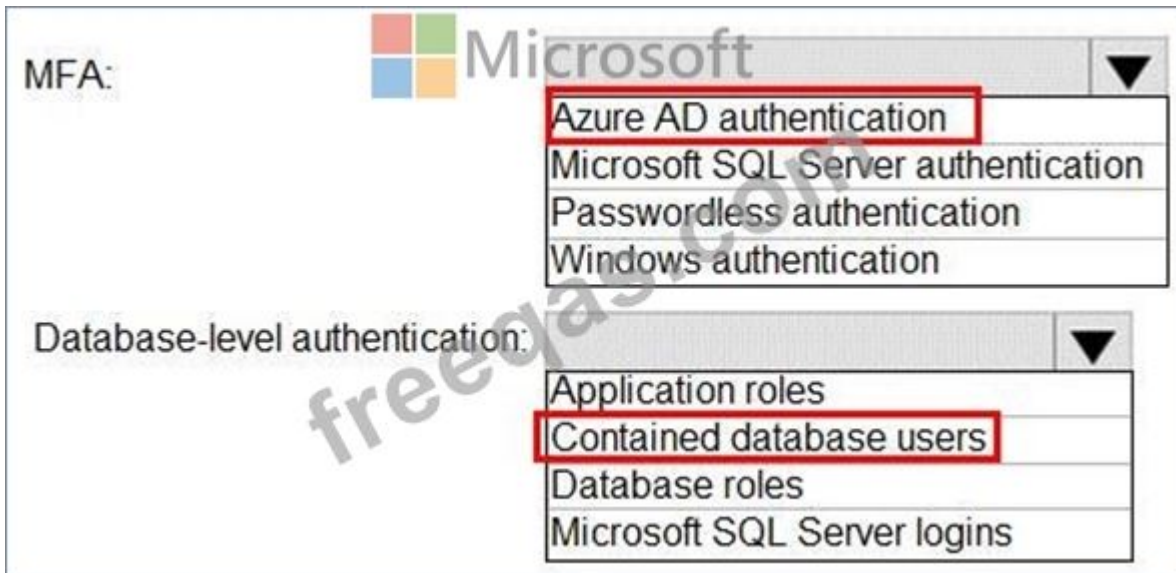 Microsoft
MFA:
Azure AD authentication
Microsoft SQL Server authentication
Passwordless authentication
Windows authentication
Database-level authentication:
Application roles
Contained database users
Database roles
Microsoft SQL Server logins
freeqas.com